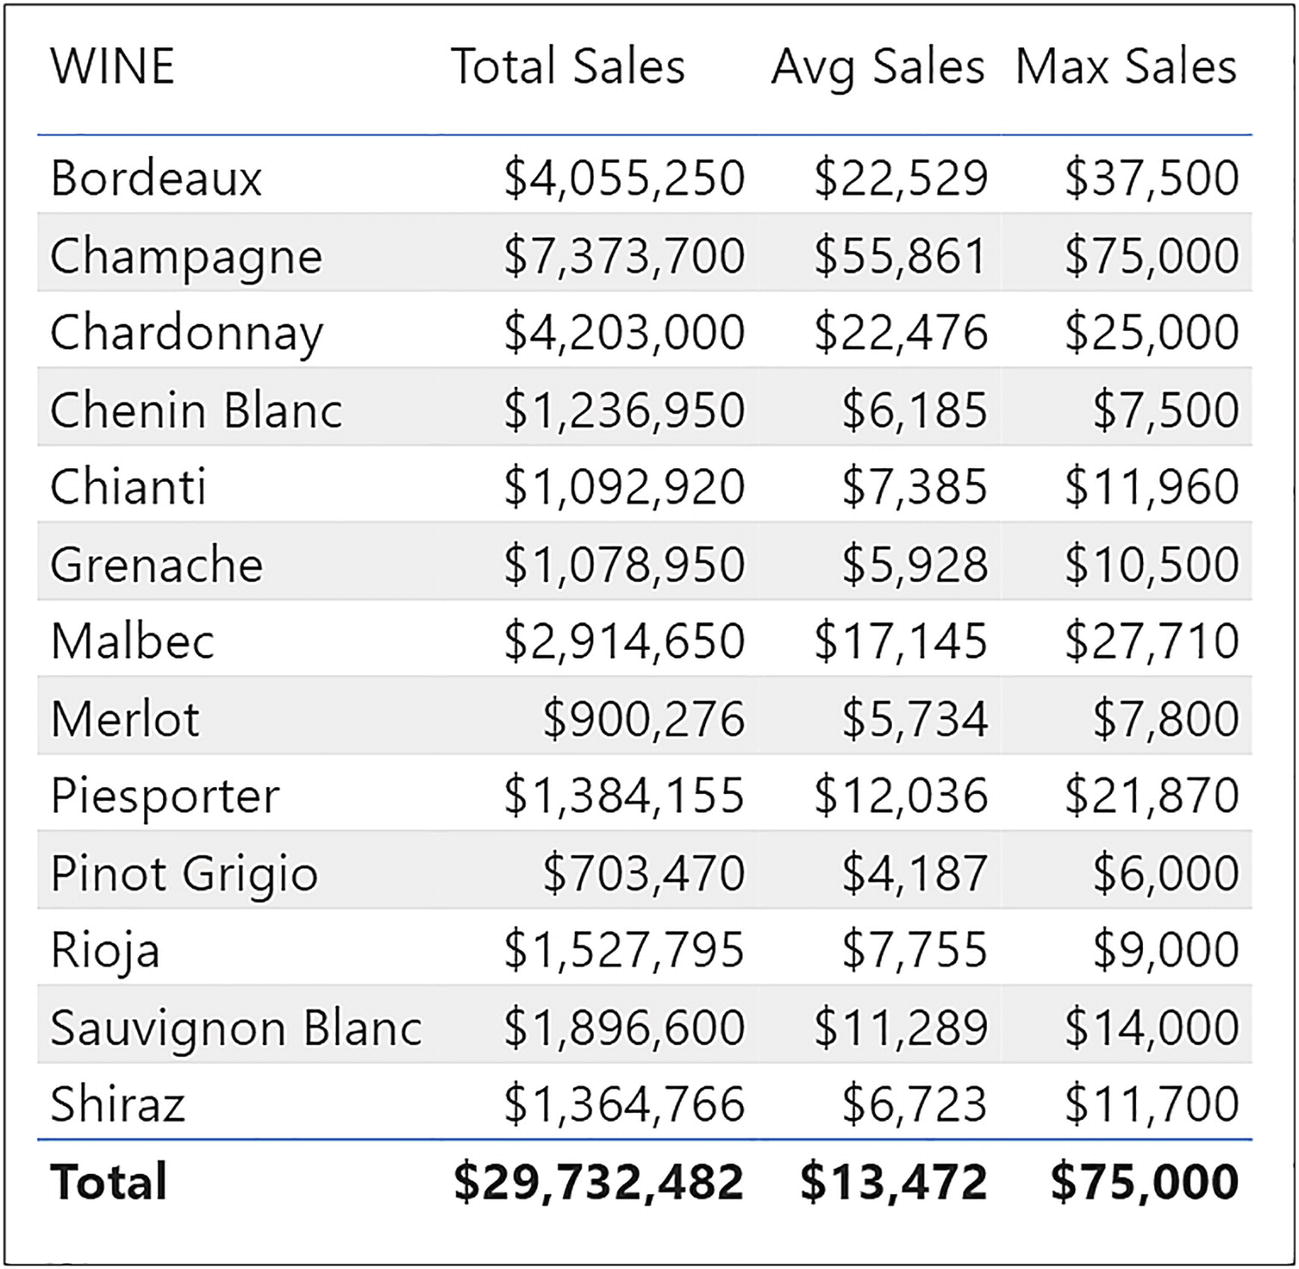 WINE Total Sales Avg Sales Max Sales
Bordeaux $4,055,250 $22,529 $37,500
Champagne $7,373,700 $55,861 $75,000
Chardonnay $4,203,000 $22,476 $25,000
Chenin Blanc $1,236,950 $6,185 $7,500
Chianti $1,092,920 $7,385 $11,960
Grenache $1,078,950 $5,928 $10,500
Malbec $2,914,650 $17,145 $27,710
Merlot $900,276 $5,734 $7,800
Piesporter $1,384,155 $12,036 $21,870
Pinot Grigio $703,470 $4,187 $6,000
Rioja $1,527,795 $7,755 $9,000
Sauvignon Blanc $1,896,600 $11,289 $14,000
Shiraz $1,364,766 $6,723 $11,700
Total $29,732,482 $13,472 $75,000